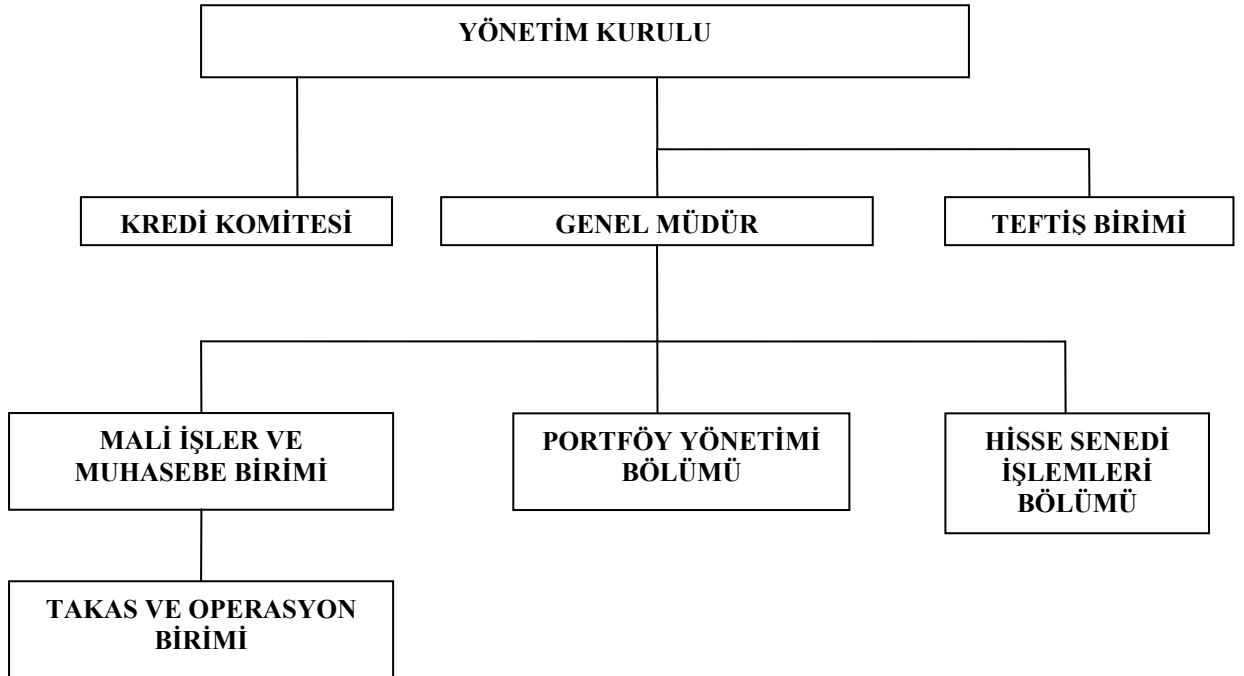 YÖNETİM KURULU
KREDİ KOMİTESİ
GENEL MÜDÜR
TEFTİŞ BİRİMİ
MALİ İŞLER VE
MUHASEBE BİRİMİ
PORTFÖY YÖNETİMİ
BÖLÜMÜ
HİSSE SENEDİ
İŞLEMLERİ
BÖLÜMÜ
TAKAS VE OPERASYON
BİRİMİ